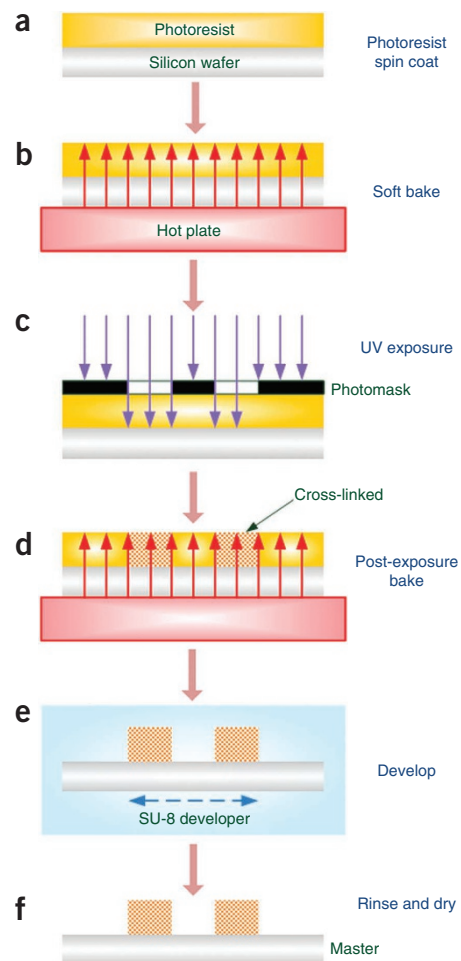 a
Photoresist
Silicon wafer
Photoresist
spin coat
b
Soft bake
Hot plate
c
UV exposure
Photomask
Cross-linked
d
Post-exposure
bake
e
Develop
SU-8 developer
f
Rinse and dry
Master